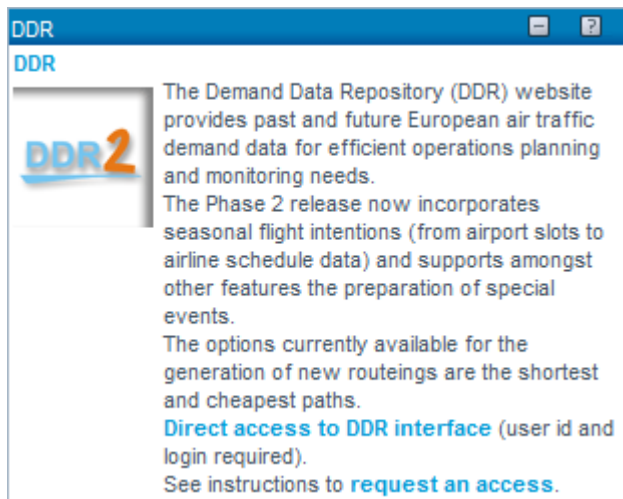 DDR
DDR
DDR2
The Demand Data Repository (DDR) website
provides past and future European air traffic
demand data for efficient operations planning
and monitoring needs.
The Phase 2 release now incorporates
seasonal flight intentions (from airport slots to
airline schedule data) and supports amongst
other features the preparation of special
events.
The options currently available for the
generation of new routeings are the shortest
and cheapest paths.
Direct access to DDR interface (user id and
login required).
See instructions to request an access.